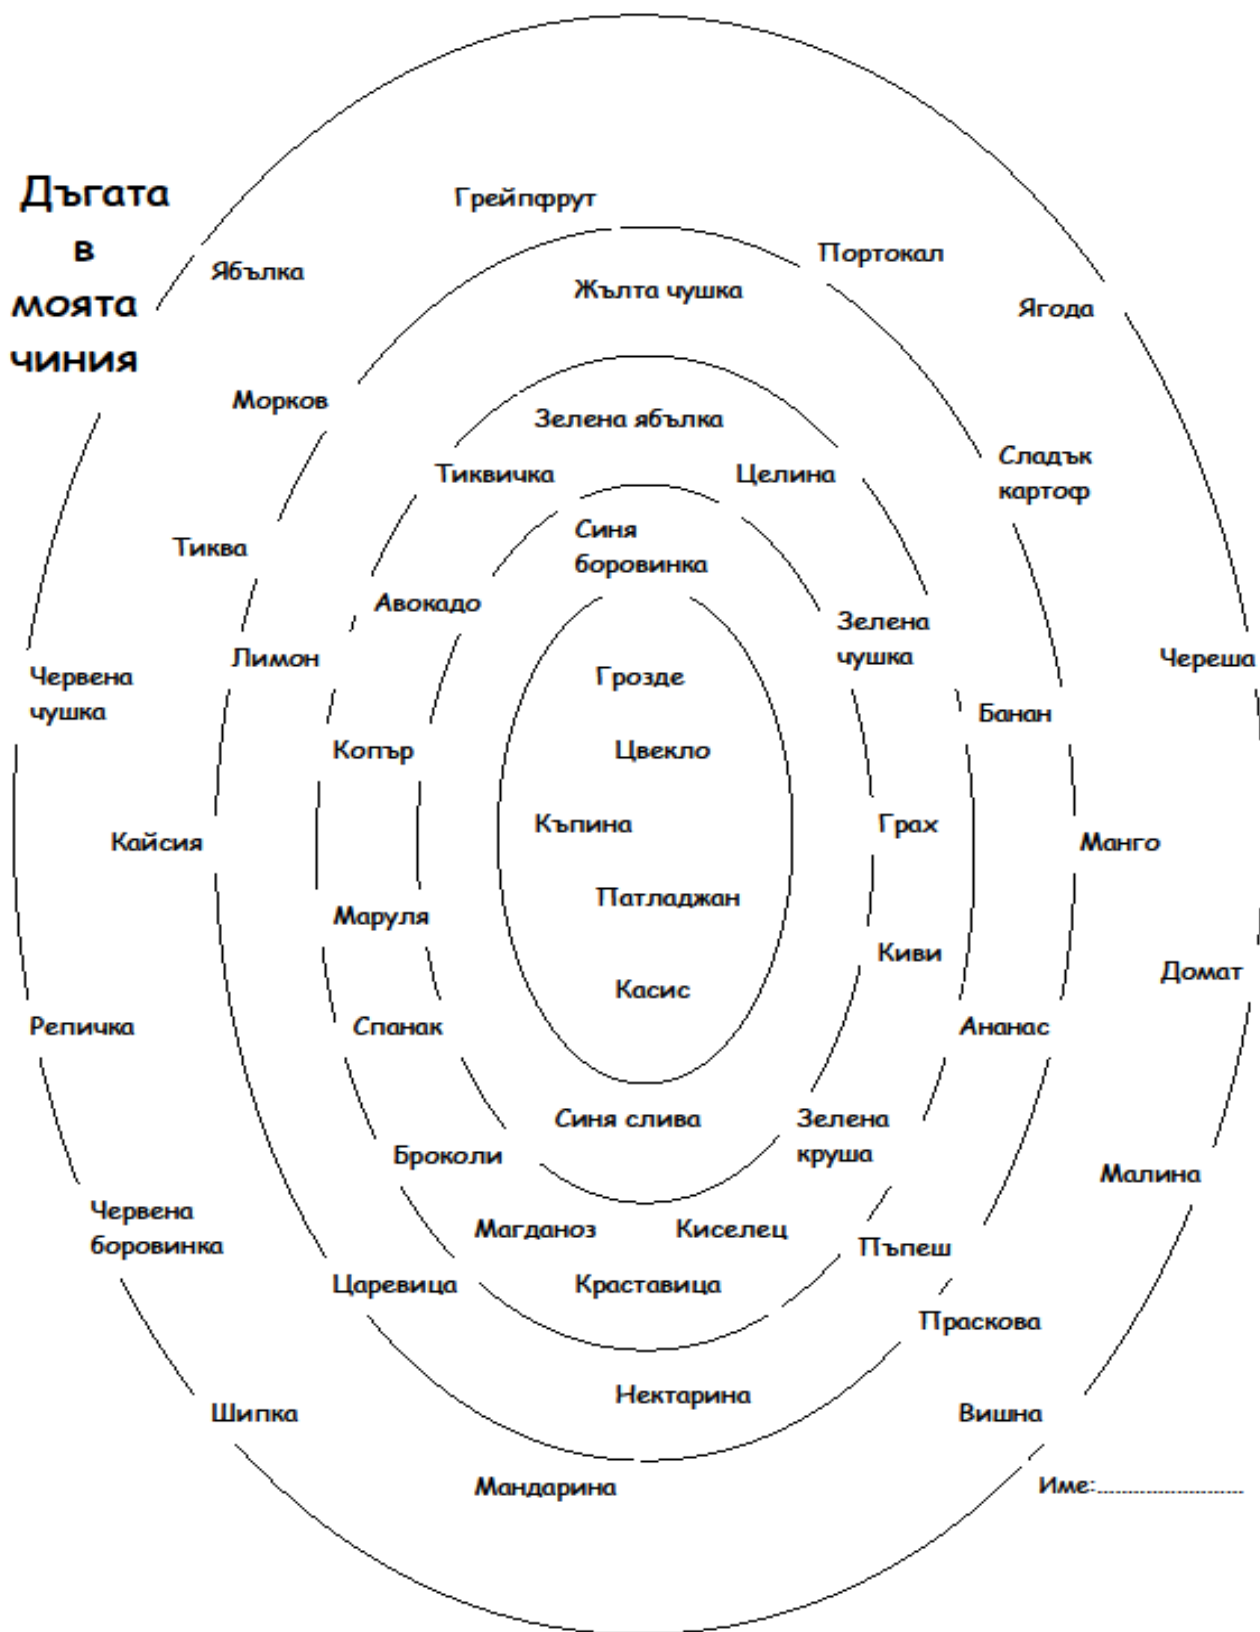 Дъгата
в
моята
чиния
Грейпфрут
Портокал
Ябълка
Жълта чушка
Ягода
Морков
Зелена ябълка
Сладък
картоф
Тиквичка
Целина
Синя
боровинка
Тиква
Авокадо
Зелена
чушка
Лимон
Череша
Червена
чушка
Грозде
Банан
Копър
Цвекло
Къпина
Грах
Кайсия
Манго
Патладжан
Маруля
Киви
Домат
Касис
Репичка
Спанак
Ананас
Синя слива
Зелена
круша
Броколи
Малина
Червена
боровинка
Магданоз
Киселец
Пъпеш
Царевица
Краставица
Праскова
Нектарина
Шипка
Вишна
Мандарина
Име:........................